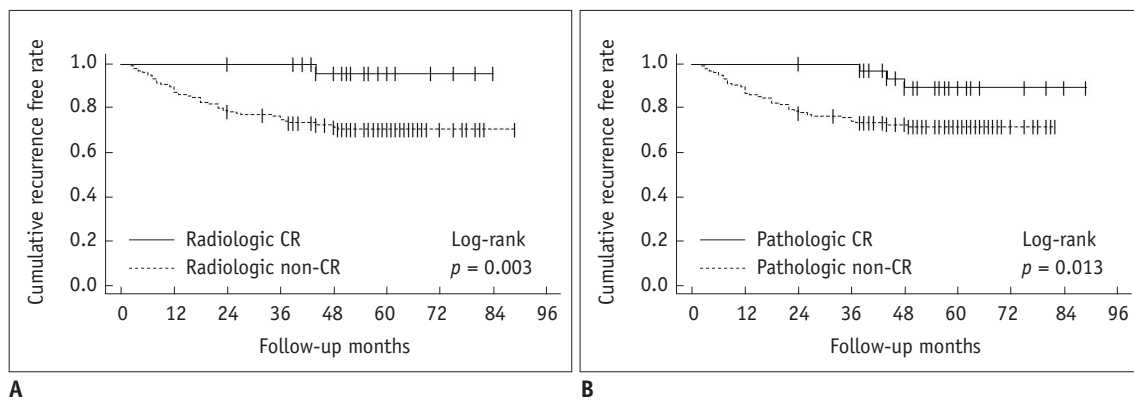 Cumulative recurrence free rate
1.0
0.8
0.6
0.4
0.2
0.0
Radiologic CR
Radiologic non-CR
Log-rank
p = 0.003
0 12 24 36 48 60 72 84 96
Follow-up months
A
Cumulative recurrence free rate
1.0
0.8
0.6
0.4
0.2
0.0
Pathologic CR
Pathologic non-CR
Log-rank
p = 0.013
0 12 24 36 48 60 72 84 96
Follow-up months
B